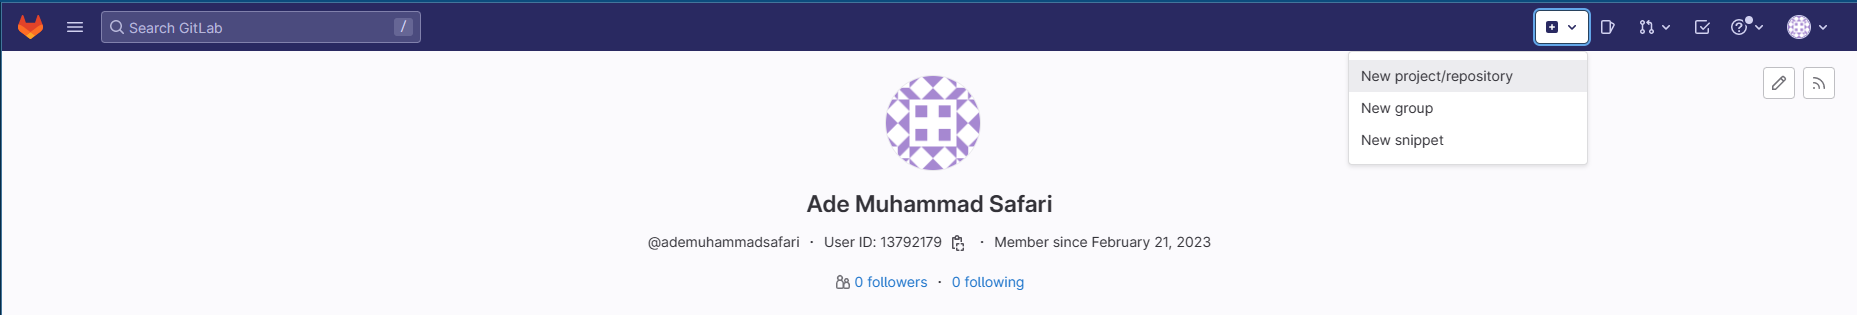 Search GitLab /
New project/repository
New group
New snippet
Ade Muhammad Safari
@ademuhammadsafari · User ID: 13792179 · Member since February 21, 2023
0 followers · 0 following